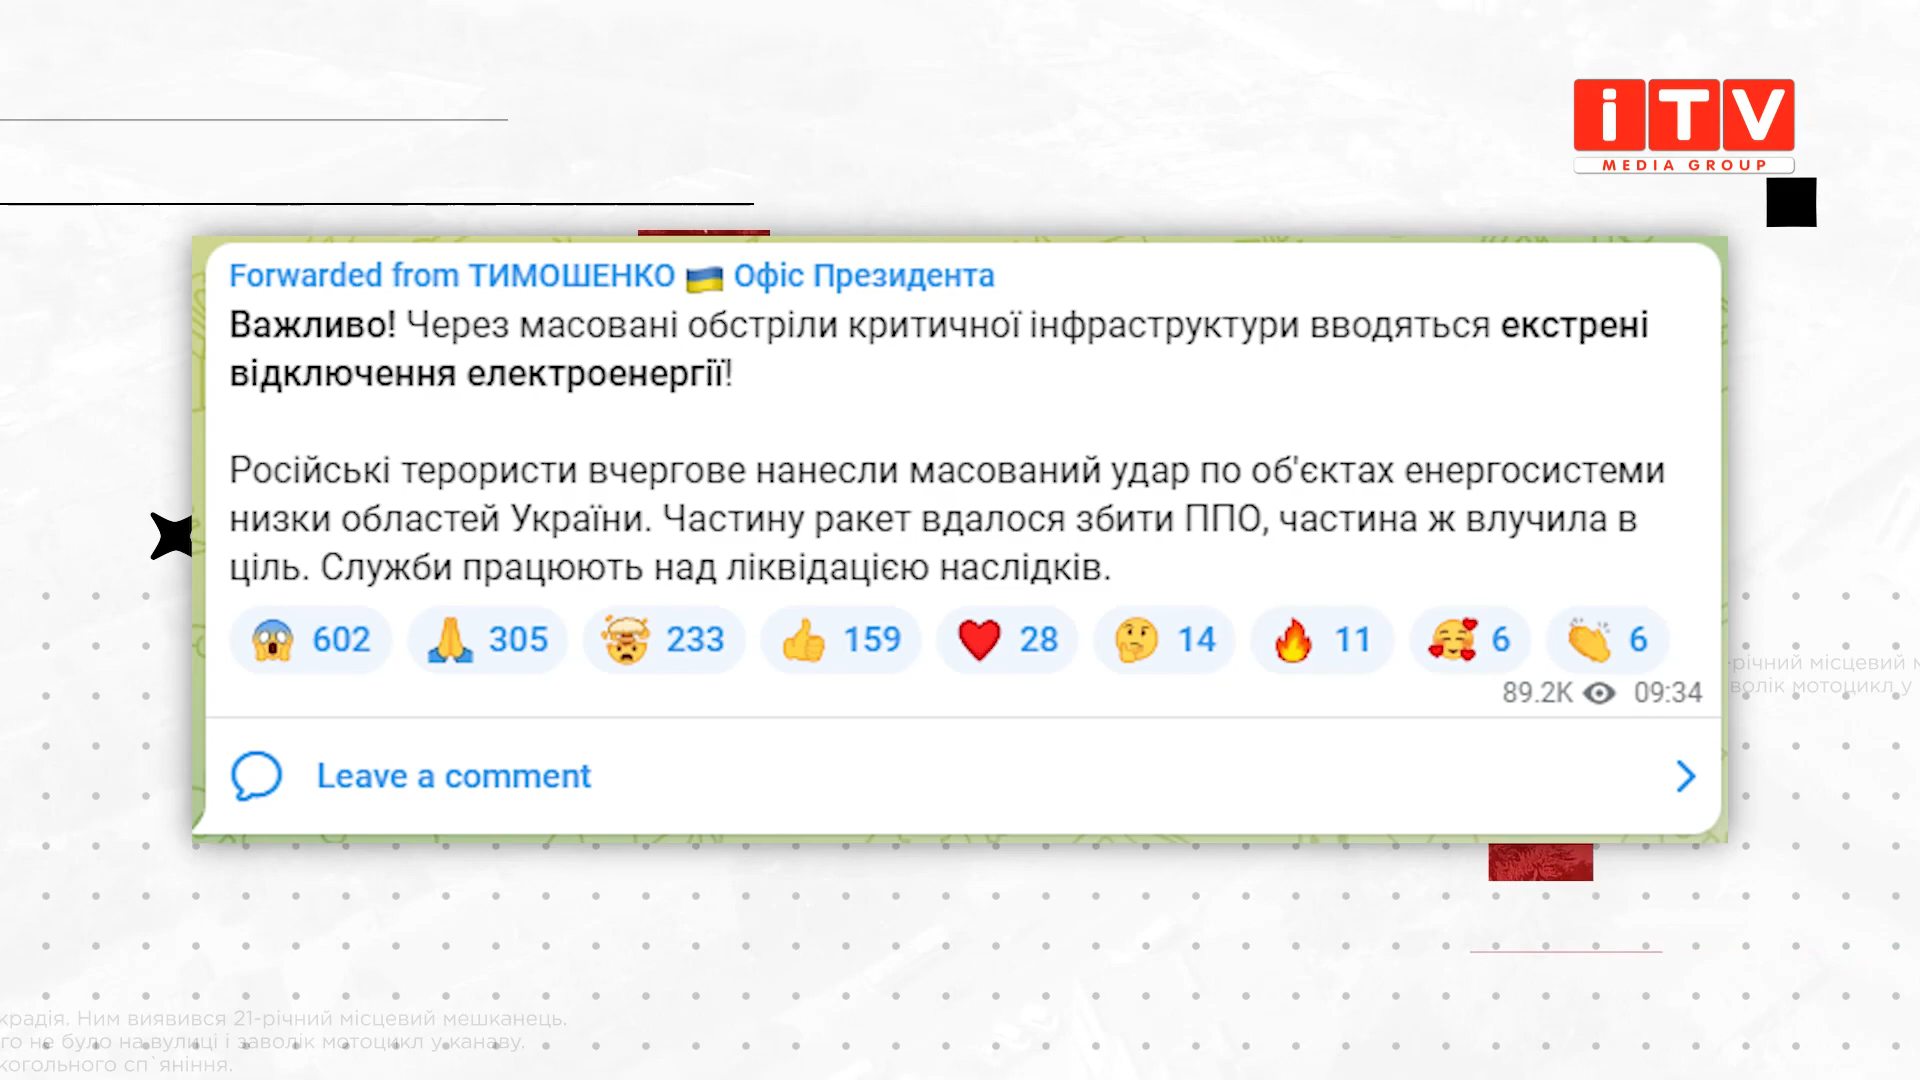 iTV
MEDIA GROUP
Forwarded from ТИМОШЕНКО 🇺🇦 Офіс Президента
Важливо! Через масовані обстріли критичної інфраструктури вводяться екстрені
відключення електроенергії!
Російські терористи вчергове нанесли масований удар по об'єктах енергосистеми
низки областей України. Частину ракет вдалося збити ППО, частина ж влучила в
ціль. Служби працюють над ліквідацією наслідків.
😱 602 🙏 305 🤯 233 👍 159 ❤️ 28 🤔 14 🔥 11 🥰 6 👏 6
89.2K 09:34
Leave a comment
-річний місцевий
волік мотоцикл у
крадія. Ним виявився 21-річний місцевий мешканець.
го не було на вулиці і заволік мотоцикл у канаву.
когольного сп`яніння.